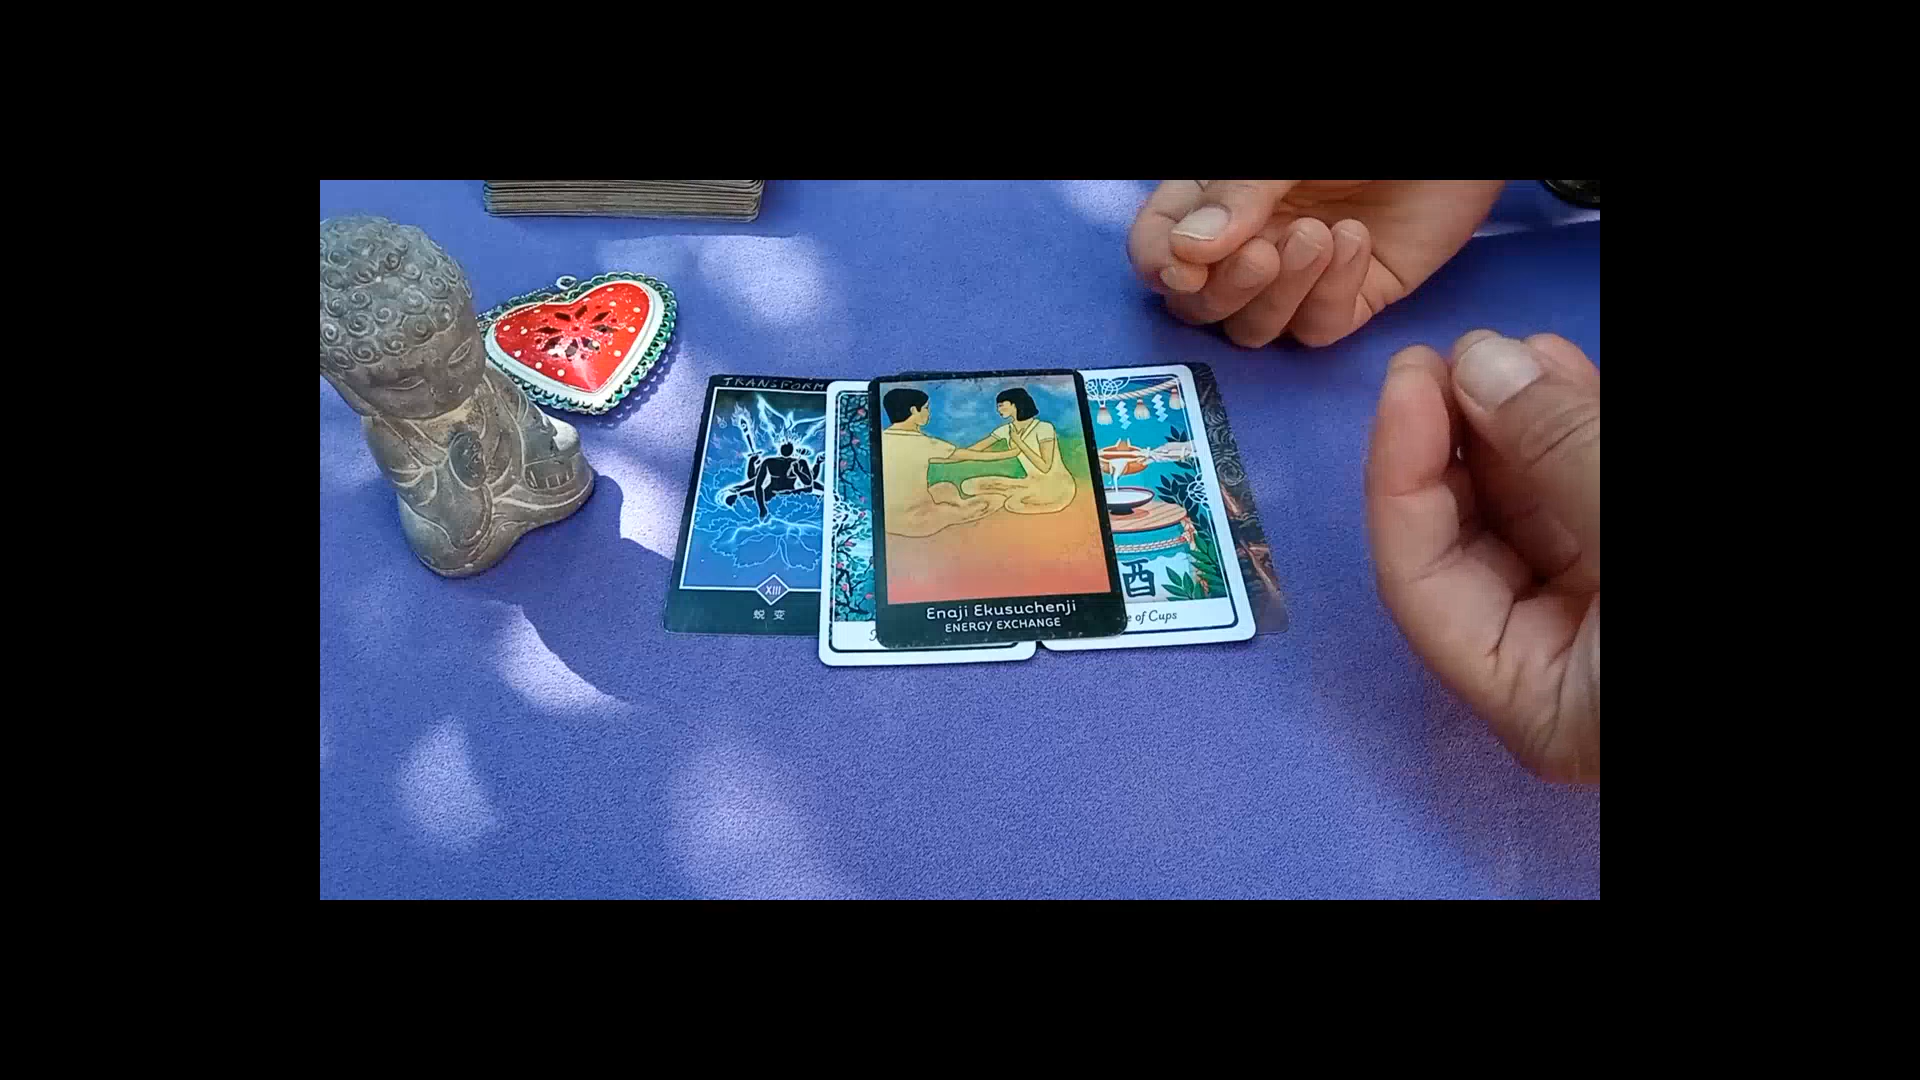 TRANSFORM
XIII
蜕变
Enaji Ekusuchenji
ENERGY EXCHANGE
酉
of Cups